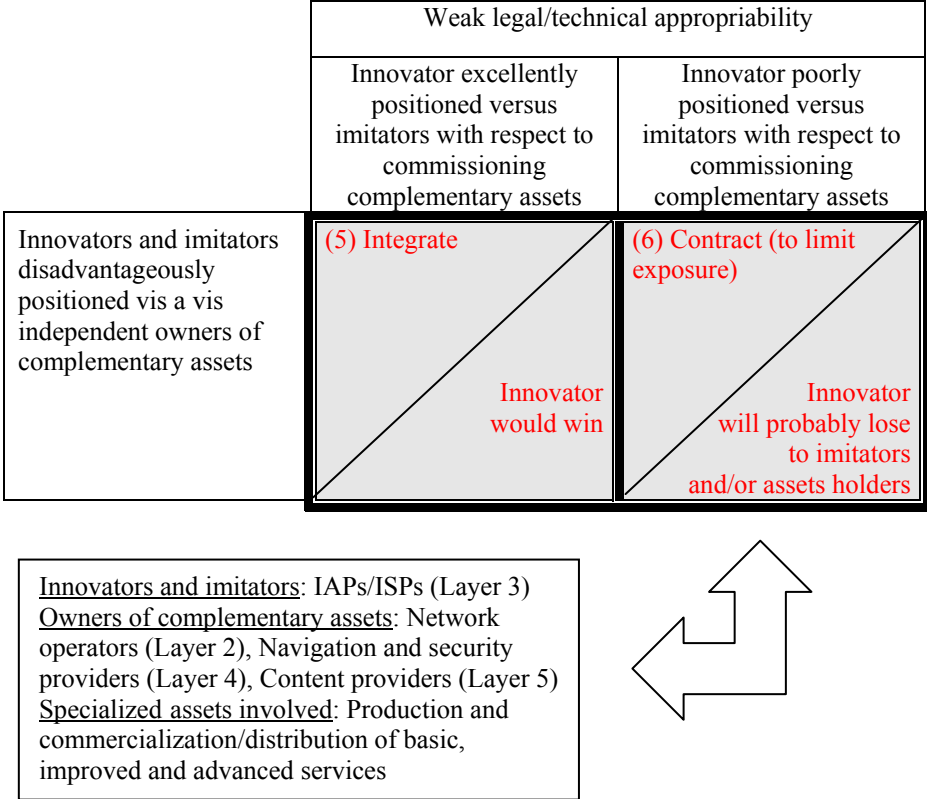 Weak legal/technical appropriability
Innovator excellently
positioned versus
imitators with respect to
commissioning
complementary assets
Innovator poorly
positioned versus
imitators with respect to
commissioning
complementary assets
Innovators and imitators
disadvantageously
positioned vis a vis
independent owners of
complementary assets
(5) Integrate
Innovator
would win
(6) Contract (to limit
exposure)
Innovator
will probably lose
to imitators
and/or assets holders
Innovators and imitators: IAPs/ISPs (Layer 3)
Owners of complementary assets: Network
operators (Layer 2), Navigation and security
providers (Layer 4), Content providers (Layer 5)
Specialized assets involved: Production and
commercialization/distribution of basic,
improved and advanced services